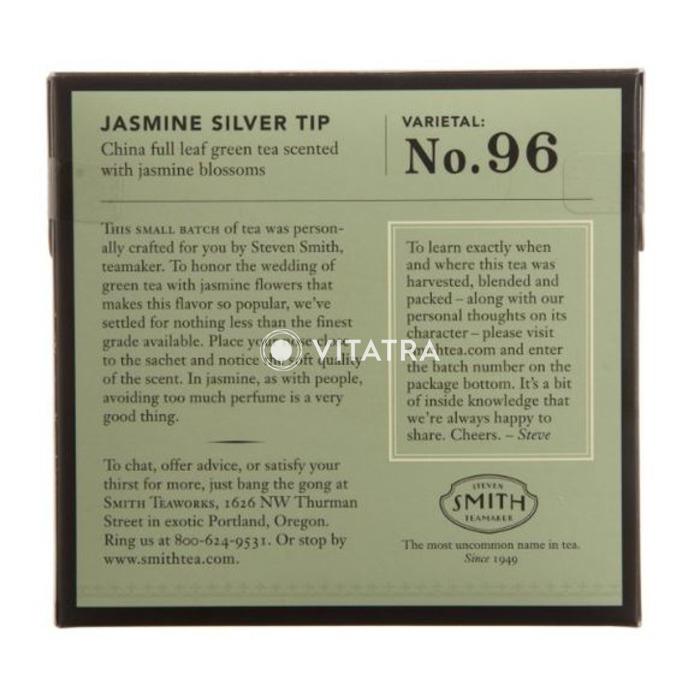 JASMINE SILVER TIP
China full leaf green tea scented
with jasmine blossoms
VARIETAL:
No.96
THIS SMALL BATCH of tea was person-
ally crafted for you by Steven Smith,
teamaker. To honor the wedding of
green tea with jasmine flowers that
makes this flavor so popular, we've
settled for nothing less than the finest
grade available. Place your nose close
to the sachet and notice the soft quality
of the scent. In jasmine, as with people,
avoiding too much perfume is a very
good thing.
To chat, offer advice, or satisfy your
thirst for more, just bang the gong at
SMITH TEAWORKS, 1626 NW Thurman
Street in exotic Portland, Oregon.
Ring us at 800-624-9531. Or stop by
www.smithtea.com.
To learn exactly when
and where this tea was
harvested, blended and
packed – along with our
personal thoughts on its
character – please visit
smithtea.com and enter
the batch number on the
package bottom. It's a bit
of inside knowledge that
we're always happy to
share. Cheers. – Steve
STEVEN
SMITH
TEAMAKER
The most uncommon name in tea.
Since 1949
VITATRA